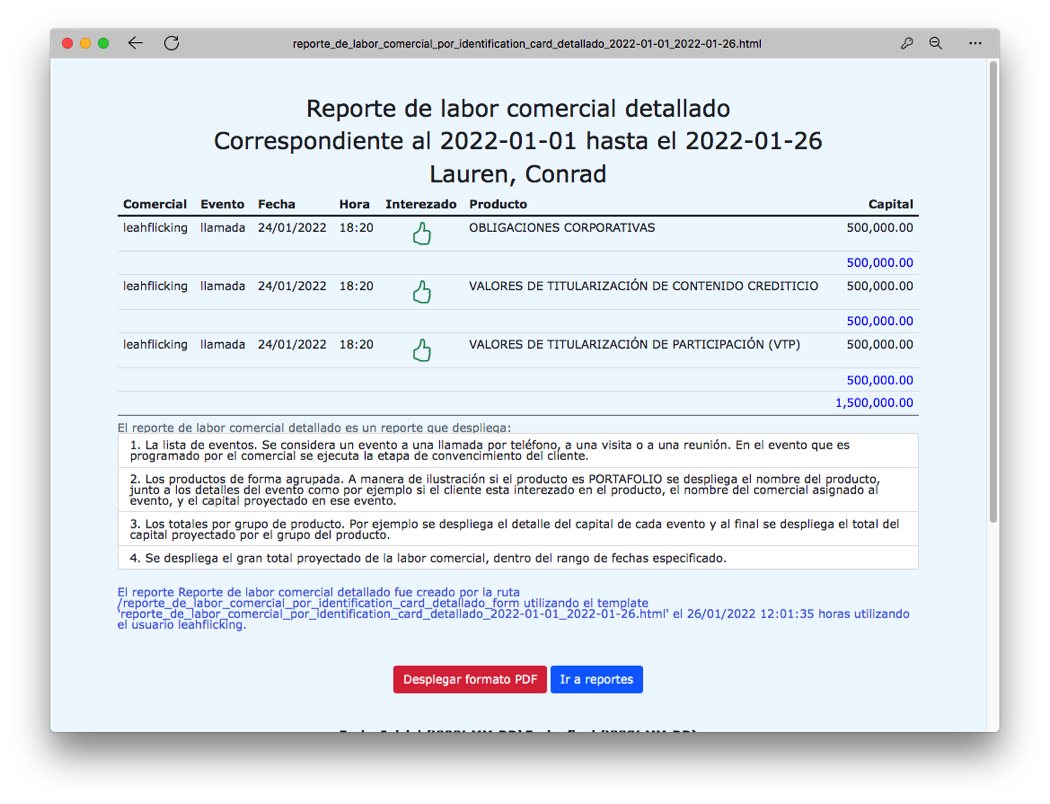 reporte_de_labor_comercial_por_identification_card_detallado_2022-01-01_2022-01-26.html
Reporte de labor comercial detallado
Correspondiente al 2022-01-01 hasta el 2022-01-26
Lauren, Conrad
Comercial Evento Fecha Hora Interezado Producto Capital
leahflicking llamada 24/01/2022 18:20 OBLIGACIONES CORPORATIVAS 500,000.00
500,000.00
leahflicking llamada 24/01/2022 18:20 VALORES DE TITULARIZACIÓN DE CONTENIDO CREDITICIO 500,000.00
500,000.00
leahflicking llamada 24/01/2022 18:20 VALORES DE TITULARIZACIÓN DE PARTICIPACIÓN (VTP) 500,000.00
500,000.00
1,500,000.00
El reporte de labor comercial detallado es un reporte que despliega:
1. La lista de eventos. Se considera un evento a una llamada por teléfono, a una visita o a una reunión. En el evento que es
programado por el comercial se ejecuta la etapa de convencimiento del cliente.
2. Los productos de forma agrupada. A manera de ilustración si el producto es PORTAFOLIO se despliega el nombre del producto,
junto a los detalles del evento como por ejemplo si el cliente esta interezado en el producto, el nombre del comercial asignado al
evento, y el capital proyectado en ese evento.
3. Los totales por grupo de producto. Por ejemplo se despliega el detalle del capital de cada evento y al final se despliega el total del
capital proyectado por el grupo del producto.
4. Se despliega el gran total proyectado de la labor comercial, dentro del rango de fechas especificado.
El reporte Reporte de labor comercial detallado fue creado por la ruta
/reporte_de_labor_comercial_por_identification_card_detallado_form utilizando el template
'reporte_de_labor_comercial_por_identification_card_detallado_2022-01-01_2022-01-26.html' el 26/01/2022 12:01:35 horas utilizando
el usuario leahflicking.
Desplegar formato PDF Ir a reportes